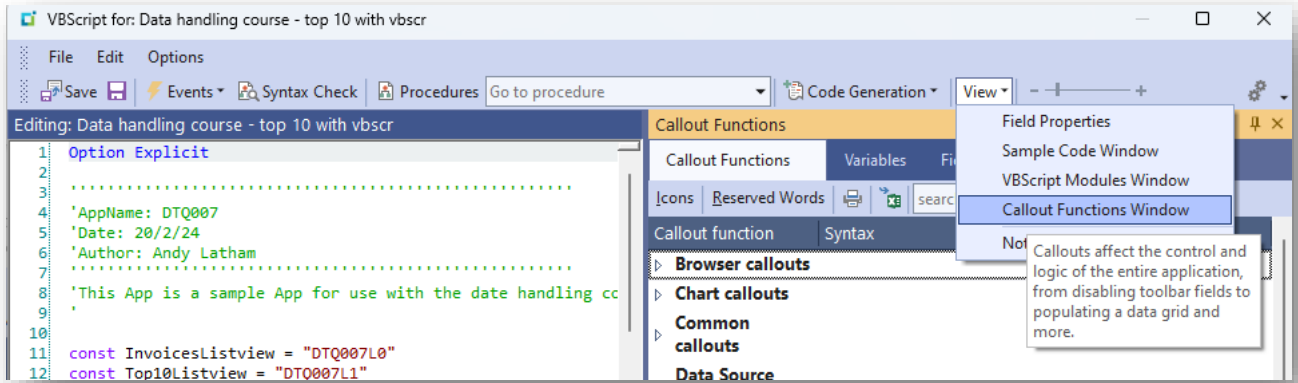 VBScript for: Data handling course - top 10 with vbscr
File Edit Options
Save Events Syntax Check Procedures Go to procedure Code Generation View - +
Editing: Data handling course - top 10 with vbscr
1 Option Explicit
2
3 ''''''''''''''''''''''''''''''''''''''''''''''''''''''
4 'AppName: DTQ007
5 'Date: 20/2/24
6 'Author: Andy Latham
7 ''''''''''''''''''''''''''''''''''''''''''''''''''''''
8 'This App is a sample App for use with the date handling co
9 '
10
11 const InvoicesListview = "DTQ007L0"
12 const Top10Listview = "DTQ007L1"
Callout Functions
Callout Functions Variables Fi
Icons Reserved Words searc
Callout function Syntax
Browser callouts
Chart callouts
Common
callouts
Data Source
Field Properties
Sample Code Window
VBScript Modules Window
Callout Functions Window
Not
Callouts affect the control and
logic of the entire application,
from disabling toolbar fields to
populating a data grid and
more.